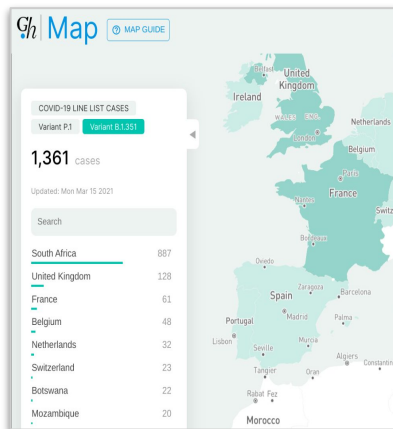 Gh Map MAP GUIDE
COVID-19 LINE LIST CASES
Variant P.1 Variant B.1.351
1,361 cases
Updated: Mon Mar 15 2021
Search
South Africa 887
United Kingdom 128
France 61
Belgium 48
Netherlands 32
Switzerland 23
Botswana 22
Mozambique 20
Belfast
United
Kingdom
Ireland
WALES ENG.
London
Netherlands
Belgium
Paris
France
Nantes
Switz
Bordeaux
Oviedo
Zaragoza
Barcelona
Spain
Madrid
Portugal
Palma
Lisbon
Murcia
Seville
Algiers
Constantin
Tangier
Oran
Rabat Fez
Morocco